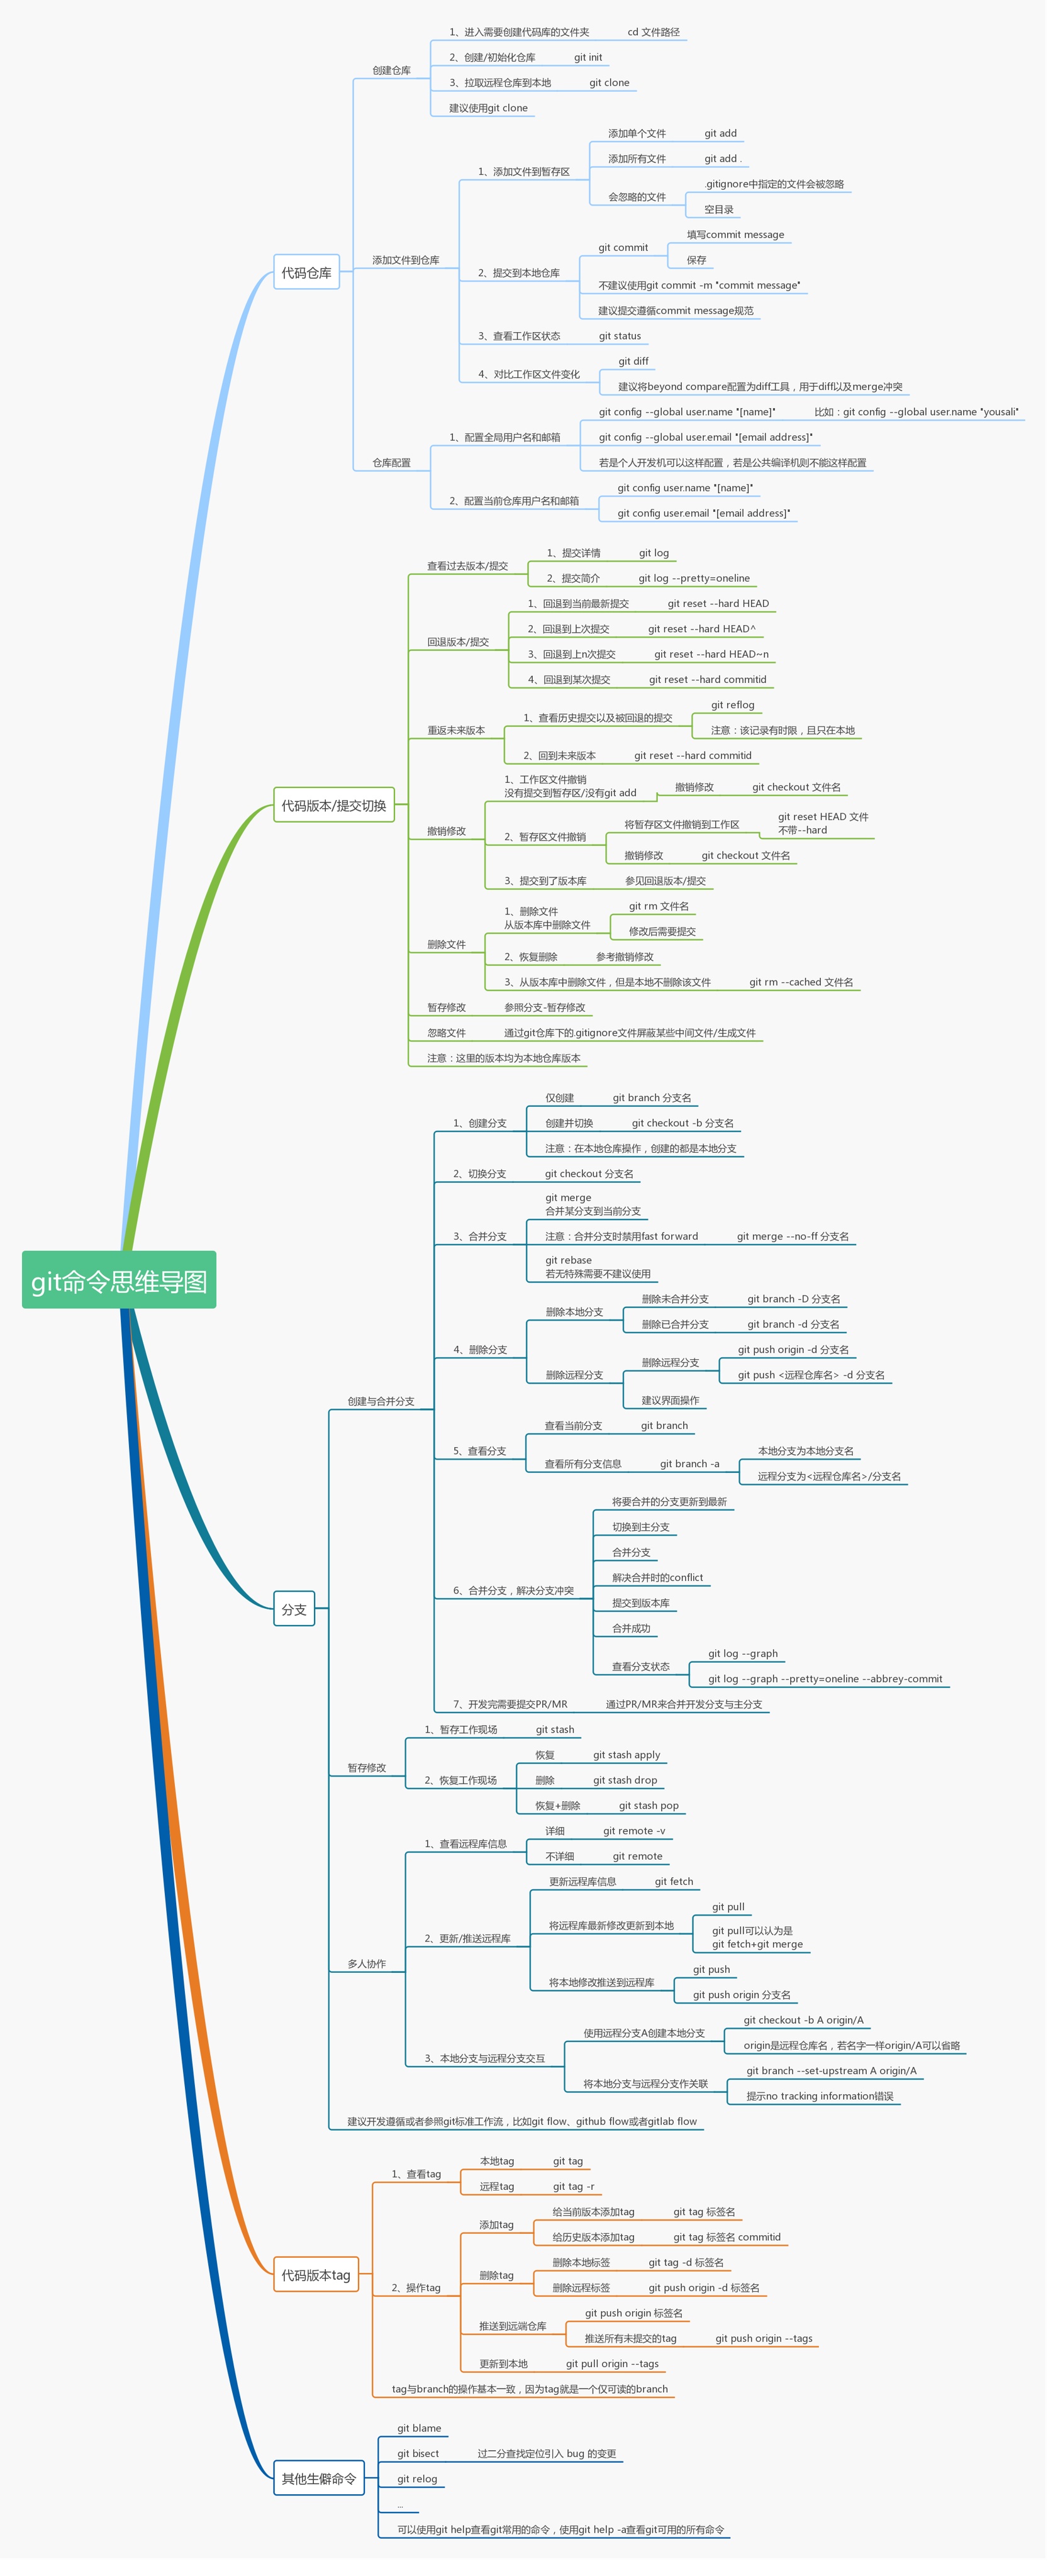 git命令思维导图
代码仓库
创建仓库
1、进入需要创建代码库的文件夹
cd 文件路径
2、创建/初始化仓库
git init
3、拉取远程仓库到本地
git clone
建议使用git clone
添加文件到仓库
1、添加文件到暂存区
添加单个文件
git add
添加所有文件
git add .
会忽略的文件
.gitignore中指定的文件会被忽略
空目录
2、提交到本地仓库
git commit
填写commit message
保存
不建议使用git commit -m "commit message"
建议提交遵循commit message规范
3、查看工作区状态
git status
4、对比工作区文件变化
git diff
建议将beyond compare配置为diff工具，用于diff以及merge冲突
仓库配置
1、配置全局用户名和邮箱
git config --global user.name "[name]"
比如：git config --global user.name "yousali"
git config --global user.email "[email address]"
若是个人开发机可以这样配置，若是公共编译机则不能这样配置
2、配置当前仓库用户名和邮箱
git config user.name "[name]"
git config user.email "[email address]"
代码版本/提交切换
查看过去版本/提交
1、提交详情
git log
2、提交简介
git log --pretty=oneline
回退版本/提交
1、回退到当前最新提交
git reset --hard HEAD
2、回退到上次提交
git reset --hard HEAD^
3、回退到上n次提交
git reset --hard HEAD~n
4、回退到某次提交
git reset --hard commitid
重返未来版本
1、查看历史提交以及被回退的提交
git reflog
注意：该记录有时限，且只在本地
2、回到未来版本
git reset --hard commitid
撤销修改
1、工作区文件撤销
没有提交到暂存区/没有git add
撤销修改
git checkout 文件名
2、暂存区文件撤销
将暂存区文件撤销到工作区
git reset HEAD 文件
不带--hard
撤销修改
git checkout 文件名
3、提交到了版本库
参见回退版本/提交
删除文件
1、删除文件
从版本库中删除文件
git rm 文件名
修改后需要提交
2、恢复删除
参考撤销修改
3、从版本库中删除文件，但是本地不删除该文件
git rm --cached 文件名
暂存修改
参照分支-暂存修改
忽略文件
通过git仓库下的.gitignore文件屏蔽某些中间文件/生成文件
注意：这里的版本均为本地仓库版本
分支
创建与合并分支
1、创建分支
仅创建
git branch 分支名
创建并切换
git checkout -b 分支名
注意：在本地仓库操作，创建的都是本地分支
2、切换分支
git checkout 分支名
3、合并分支
git merge
合并某分支到当前分支
注意：合并分支时禁用fast forward
git merge --no-ff 分支名
git rebase
若无特殊需要不建议使用
4、删除分支
删除本地分支
删除未合并分支
git branch -D 分支名
删除已合并分支
git branch -d 分支名
删除远程分支
删除远程分支
git push origin -d 分支名
git push <远程仓库名> -d 分支名
建议界面操作
5、查看分支
查看当前分支
git branch
查看所有分支信息
git branch -a
本地分支为本地分支名
远程分支为<远程仓库名>/分支名
6、合并分支，解决分支冲突
将要合并的分支更新到最新
切换到主分支
合并分支
解决合并时的conflict
提交到版本库
合并成功
查看分支状态
git log --graph
git log --graph --pretty=oneline --abbrey-commit
7、开发完需要提交PR/MR
通过PR/MR来合并开发分支与主分支
暂存修改
1、暂存工作现场
git stash
2、恢复工作现场
恢复
git stash apply
删除
git stash drop
恢复+删除
git stash pop
多人协作
1、查看远程库信息
详细
git remote -v
不详细
git remote
2、更新/推送远程库
更新远程库信息
git fetch
将远程库最新修改更新到本地
git pull
git pull可以认为是
git fetch+git merge
将本地修改推送到远程库
git push
git push origin 分支名
3、本地分支与远程分支交互
使用远程分支A创建本地分支
git checkout -b A origin/A
origin是远程仓库名，若名字一样origin/A可以省略
将本地分支与远程分支作关联
git branch --set-upstream A origin/A
提示no tracking information错误
建议开发遵循或者参照git标准工作流，比如git flow、github flow或者gitlab flow
代码版本tag
1、查看tag
本地tag
git tag
远程tag
git tag -r
2、操作tag
添加tag
给当前版本添加tag
git tag 标签名
给历史版本添加tag
git tag 标签名 commitid
删除tag
删除本地标签
git tag -d 标签名
删除远程标签
git push origin -d 标签名
推送到远端仓库
git push origin 标签名
推送所有未提交的tag
git push origin --tags
更新到本地
git pull origin --tags
tag与branch的操作基本一致，因为tag就是一个仅可读的branch
其他生僻命令
git blame
git bisect
过二分查找定位引入 bug 的变更
git relog
...
可以使用git help查看git常用的命令，使用git help -a查看git可用的所有命令